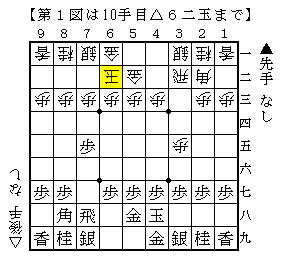 【第１図は10手目△６二玉まで】
９ ８ ７ ６ ５ ４ ３ ２ １
香 桂 銀 金 銀 桂 香 一
玉 金 飛 角 二
歩 歩 歩 歩 歩 歩 歩 歩 歩 三
四
歩 歩 五
六
歩 歩 歩 歩 歩 歩 歩 七
角 飛 金 玉 八
香 桂 銀 金 銀 桂 香 九
▲先手 なし
△後手 なし